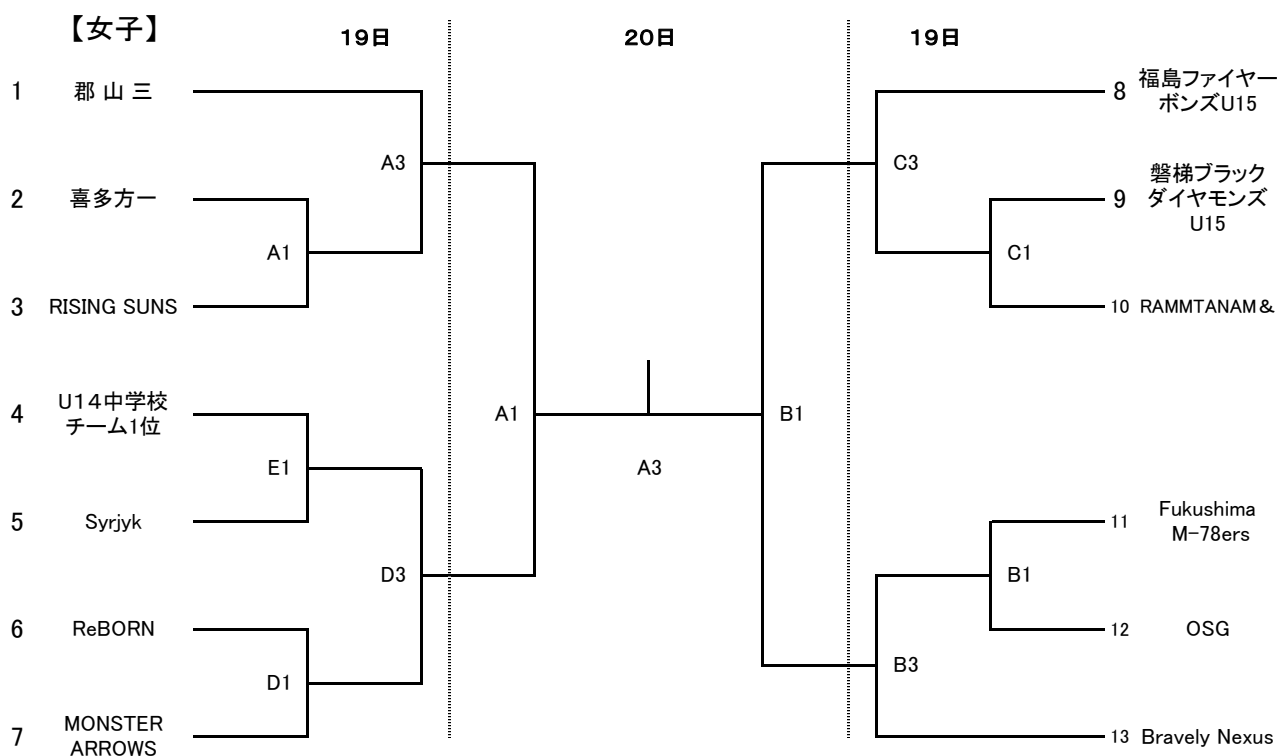 【女子】
19日
20日
19日
1 郡 山 三
A3
2 喜多方一
A1
3 RISING SUNS
4 U14中学校
チーム1位
E1
5 Syrjyk
D3
6 ReBORN
D1
7 MONSTER
ARROWS
A1
A3
B1
8 福島ファイヤー
ボンズU15
C3
9 磐梯ブラック
ダイヤモンズ
U15
C1
10 RAMMTANAM&
11 Fukushima
M-78ers
B1
12 OSG
B3
13 Bravely Nexus